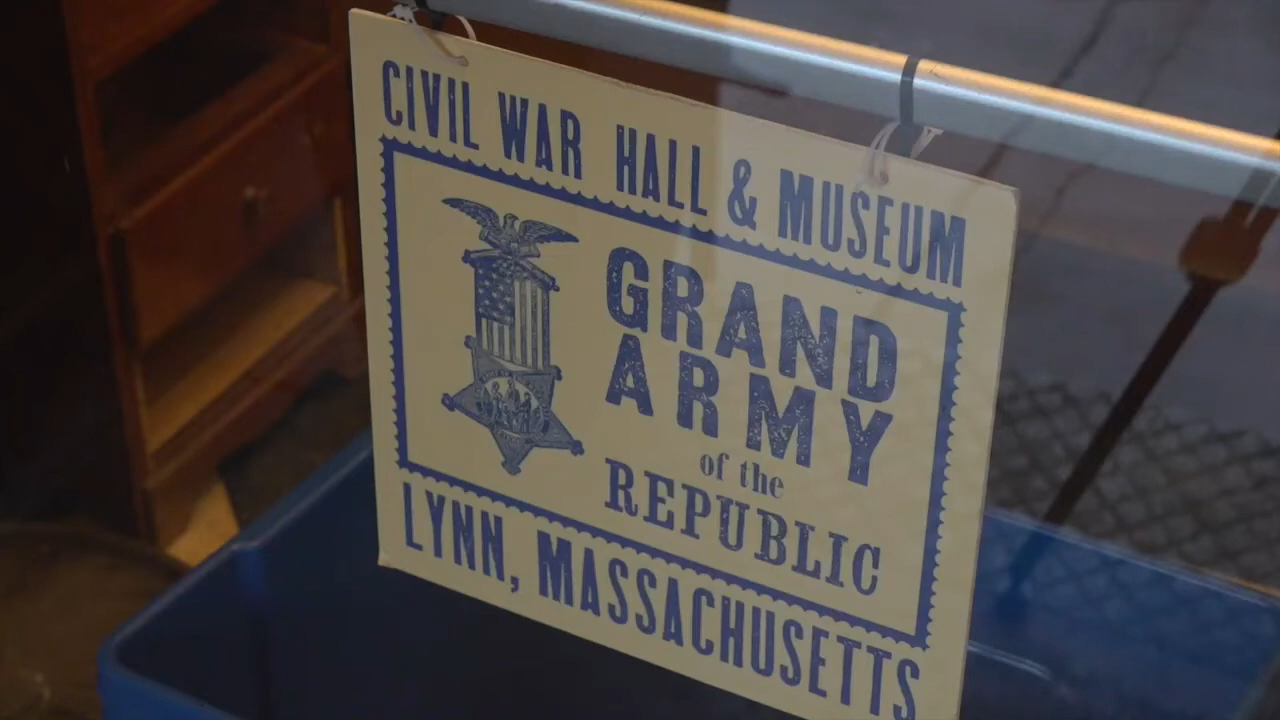 CIVIL WAR HALL & MUSEUM
GRAND
ARMY
of the
REPUBLIC
LYNN, MASSACHUSETTS